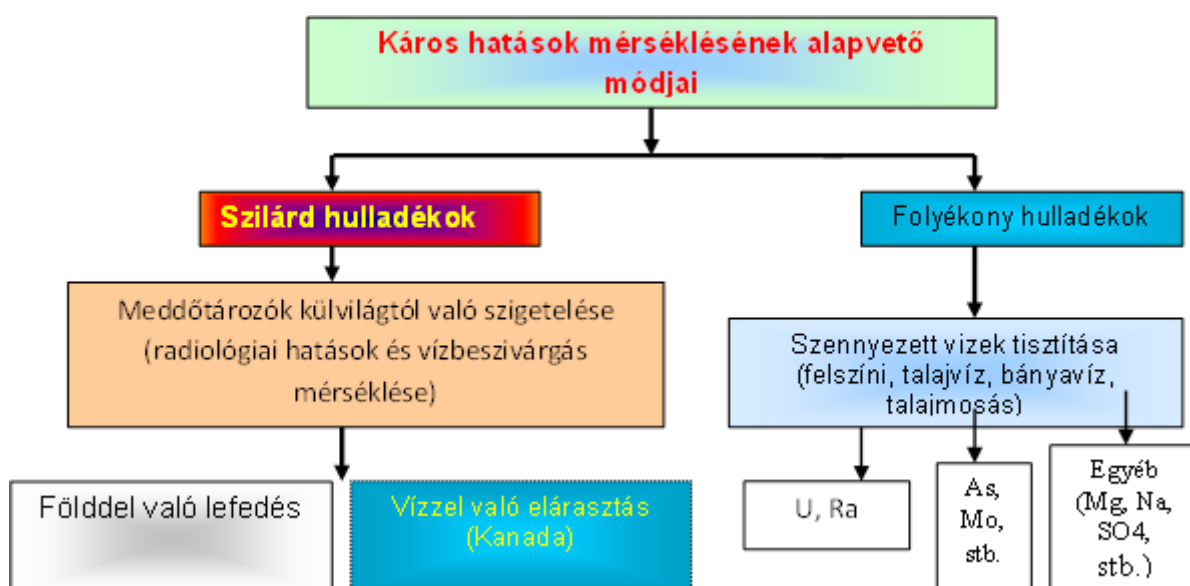 Káros hatások mérséklésének alapvető
módjai
Szilárd hulladékok
Folyékony hulladékok
Meddőtározók külvilágtól való szigetelése
(radiológiai hatások és vízbeszivárgás
mérséklése)
Szennyezett vizek tisztítása
(felszíni, talajvíz, bányavíz,
talajmosás)
Földdel való lefedés
Vízzel való elárasztás
(Kanada)
U, Ra
As,
Mo,
stb.
Egyéb
(Mg, Na,
SO4,
stb.)